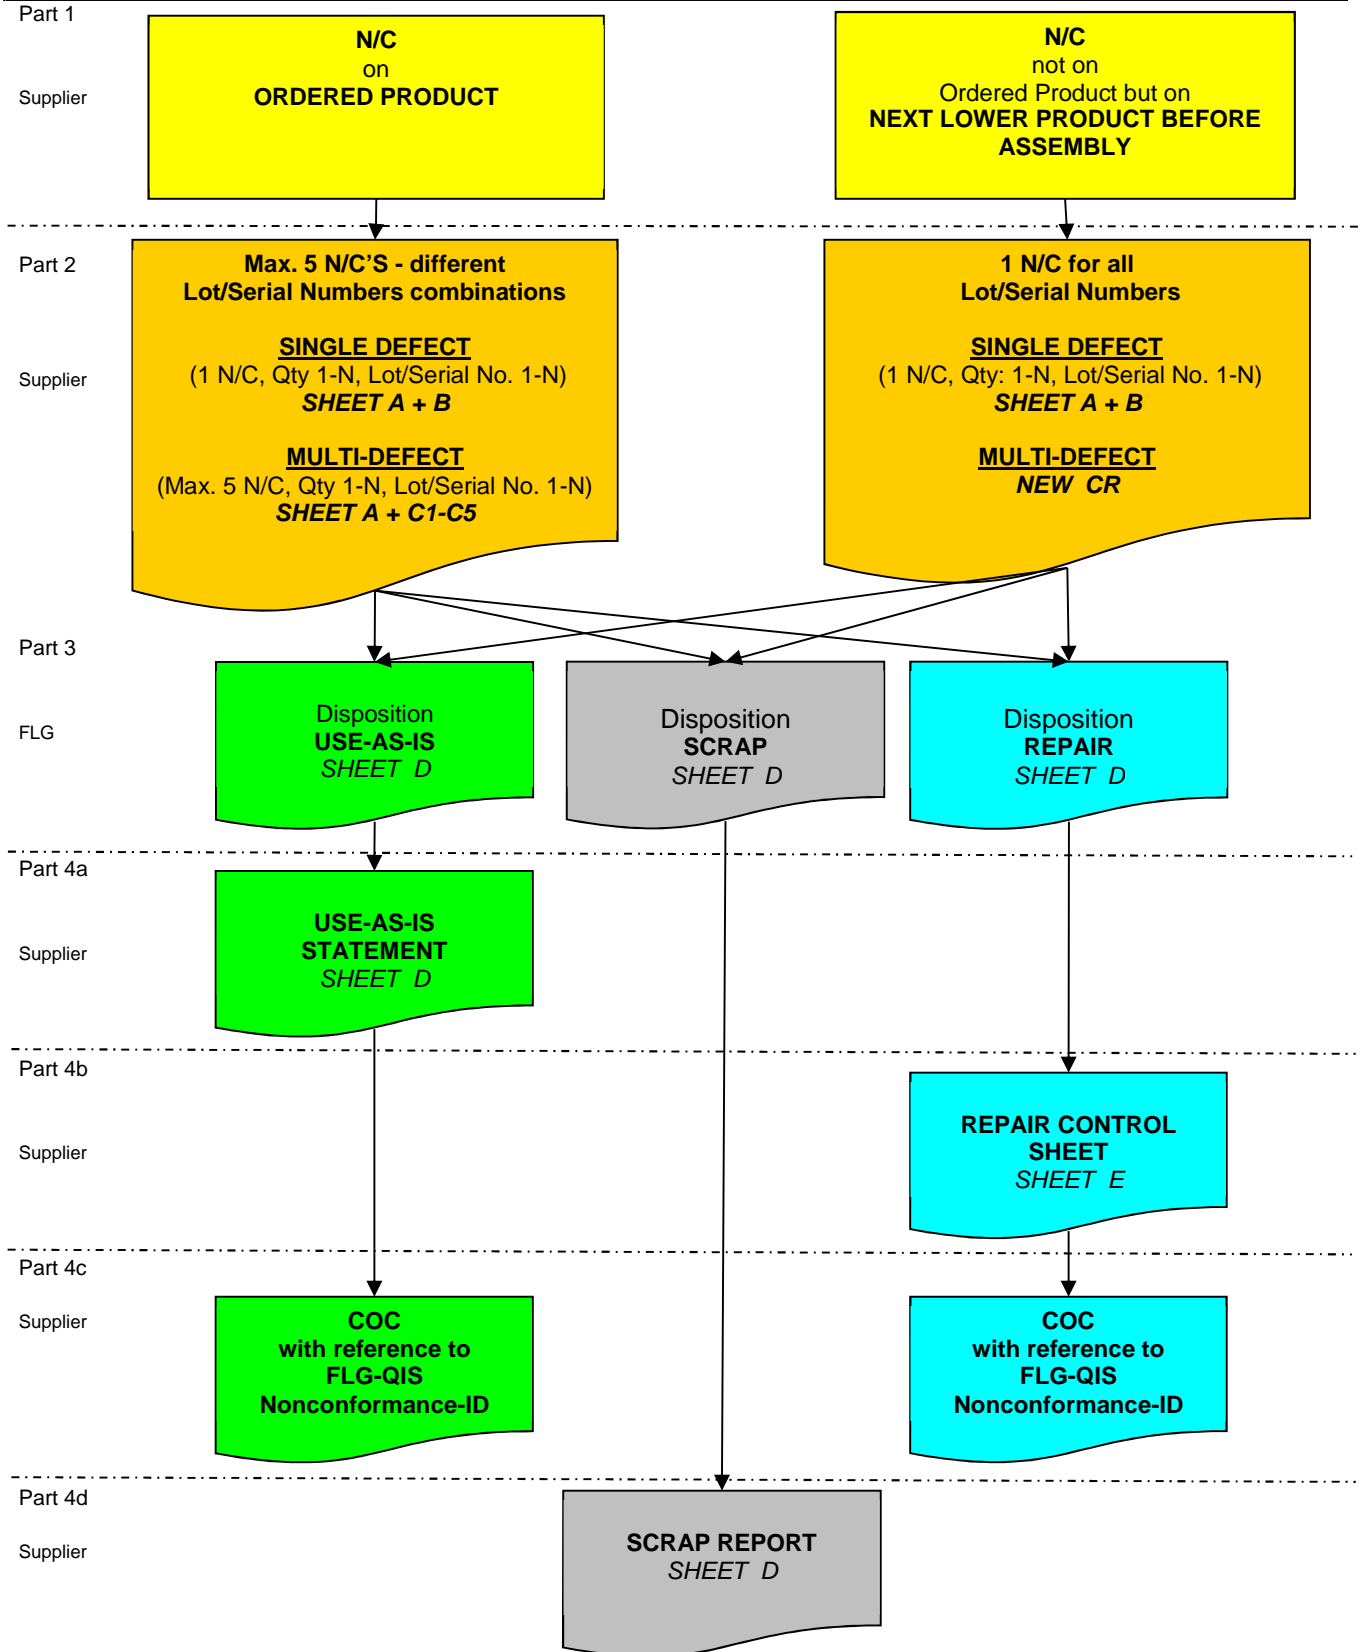 Part 1
Supplier
N/C
on
ORDERED PRODUCT
N/C
not on
Ordered Product but on
NEXT LOWER PRODUCT BEFORE
ASSEMBLY
Part 2
Supplier
Max. 5 N/C’S - different
Lot/Serial Numbers combinations
SINGLE DEFECT
(1 N/C, Qty 1-N, Lot/Serial No. 1-N)
SHEET A + B
MULTI-DEFECT
(Max. 5 N/C, Qty 1-N, Lot/Serial No. 1-N)
SHEET A + C1-C5
1 N/C for all
Lot/Serial Numbers
SINGLE DEFECT
(1 N/C, Qty: 1-N, Lot/Serial No. 1-N)
SHEET A + B
MULTI-DEFECT
NEW CR
Part 3
FLG
Disposition
USE-AS-IS
SHEET D
Disposition
SCRAP
SHEET D
Disposition
REPAIR
SHEET D
Part 4a
Supplier
USE-AS-IS
STATEMENT
SHEET D
Part 4b
Supplier
REPAIR CONTROL
SHEET
SHEET E
Part 4c
Supplier
COC
with reference to
FLG-QIS
Nonconformance-ID
COC
with reference to
FLG-QIS
Nonconformance-ID
Part 4d
Supplier
SCRAP REPORT
SHEET D